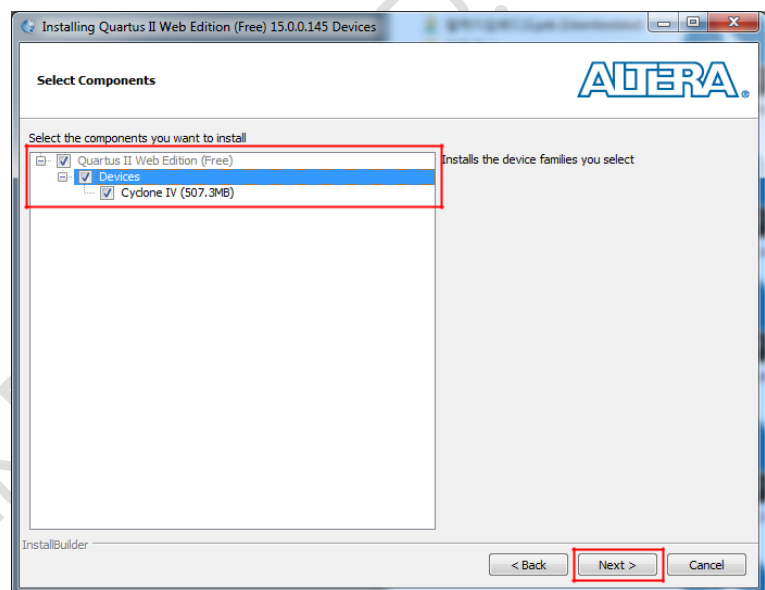 Installing Quartus II Web Edition (Free) 15.0.0.145 Devices
Select Components
ALTERA®
Select the components you want to install
Quartus II Web Edition (Free)
Installs the device families you select
Devices
Cyclone IV (507.3MB)
InstallBuilder
< Back
Next >
Cancel